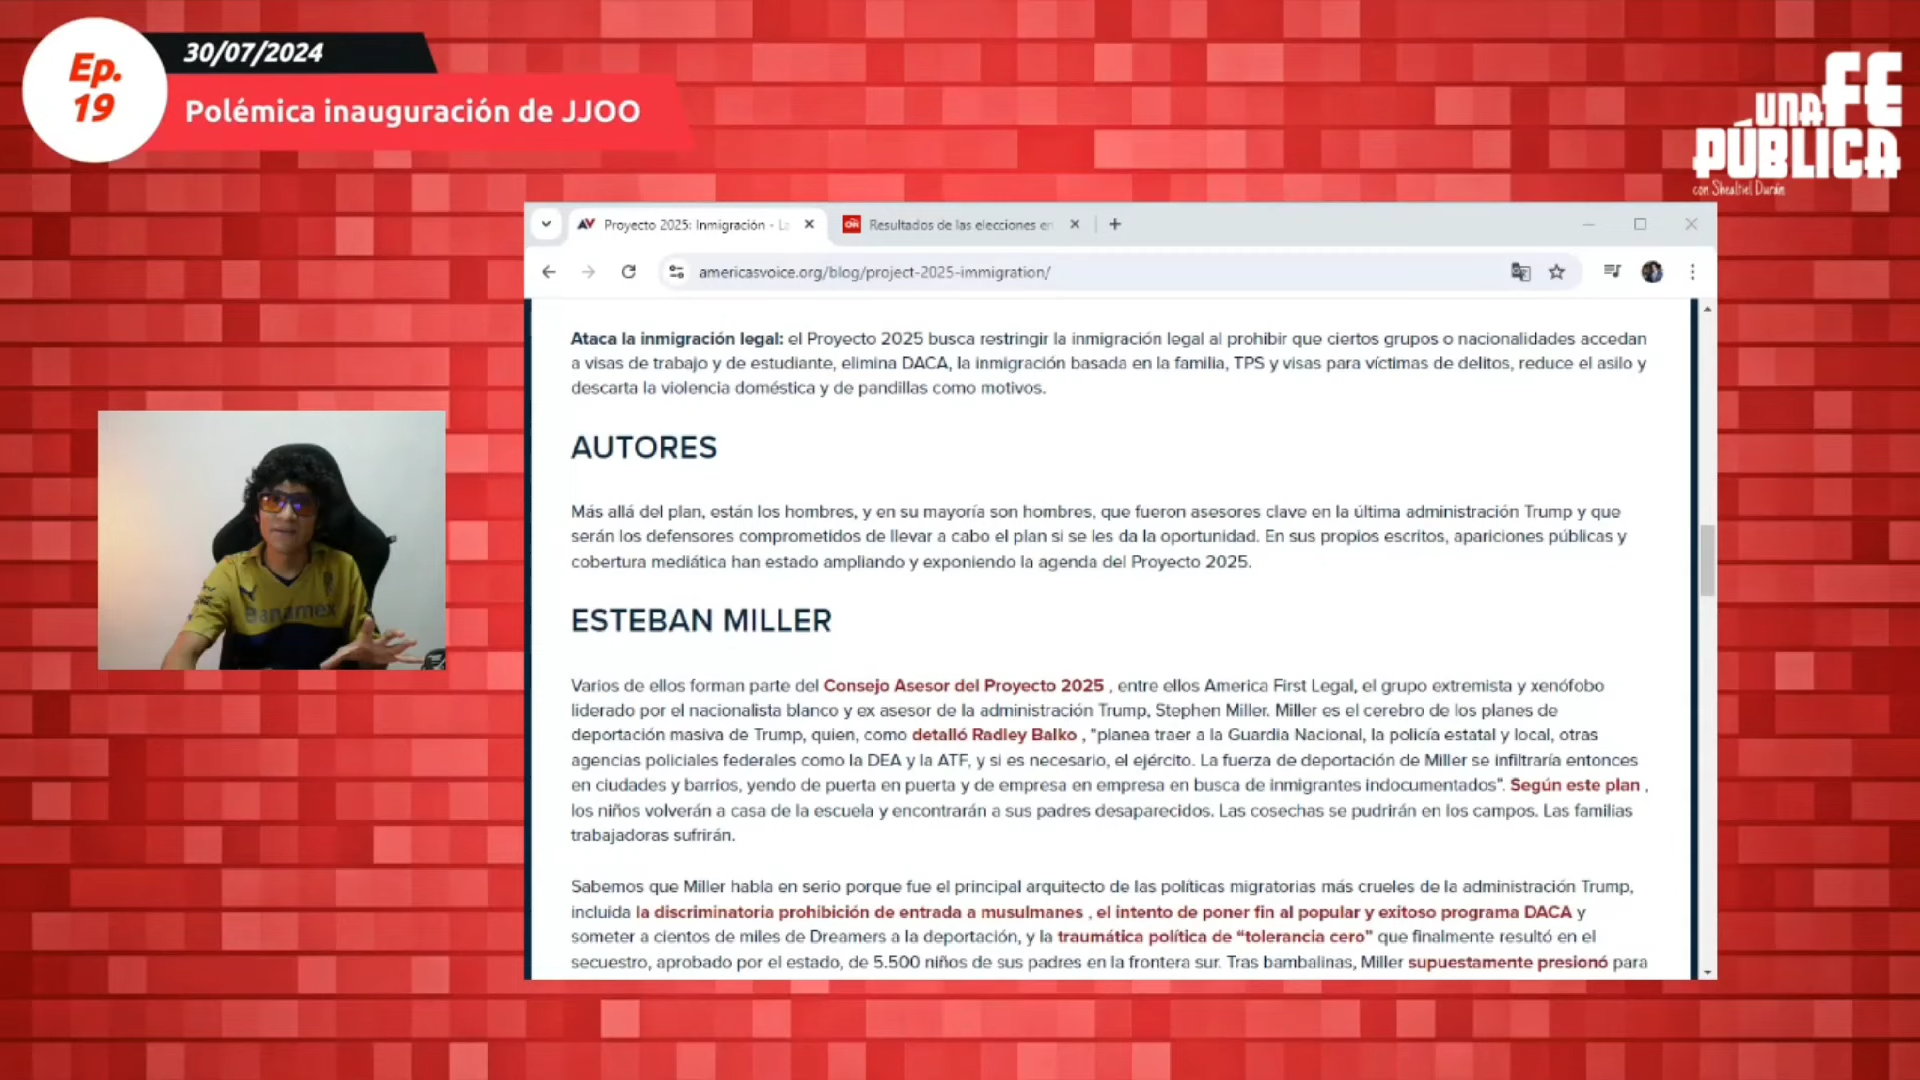 Ep.
19
30/07/2024
Polémica inauguración de JJOO
UNA FE
PÚBLICA
con Shealtiel Durán
Proyecto 2025: Inmigración - La
Resultados de las elecciones en
americasvoice.org/blog/project-2025-immigration/
Ataca la inmigración legal: el Proyecto 2025 busca restringir la inmigración legal al prohibir que ciertos grupos o nacionalidades accedan
a visas de trabajo y de estudiante, elimina DACA, la inmigración basada en la familia, TPS y visas para víctimas de delitos, reduce el asilo y
descarta la violencia doméstica y de pandillas como motivos.
AUTORES
Más allá del plan, están los hombres, y en su mayoría son hombres, que fueron asesores clave en la última administración Trump y que
serán los defensores comprometidos de llevar a cabo el plan si se les da la oportunidad. En sus propios escritos, apariciones públicas y
cobertura mediática han estado ampliando y exponiendo la agenda del Proyecto 2025.
ESTEBAN MILLER
Varios de ellos forman parte del Consejo Asesor del Proyecto 2025 , entre ellos America First Legal, el grupo extremista y xenófobo
liderado por el nacionalista blanco y ex asesor de la administración Trump, Stephen Miller. Miller es el cerebro de los planes de
deportación masiva de Trump, quien, como detalló Radley Balko , "planea traer a la Guardia Nacional, la policía estatal y local, otras
agencias policiales federales como la DEA y la ATF, y si es necesario, el ejército. La fuerza de deportación de Miller se infiltraría entonces
en ciudades y barrios, yendo de puerta en puerta y de empresa en empresa en busca de inmigrantes indocumentados". Según este plan ,
los niños volverán a casa de la escuela y encontrarán a sus padres desaparecidos. Las cosechas se pudrirán en los campos. Las familias
trabajadoras sufrirán.
Sabemos que Miller habla en serio porque fue el principal arquitecto de las políticas migratorias más crueles de la administración Trump,
incluida la discriminatoria prohibición de entrada a musulmanes , el intento de poner fin al popular y exitoso programa DACA y
someter a cientos de miles de Dreamers a la deportación, y la traumática política de “tolerancia cero” que finalmente resultó en el
secuestro, aprobado por el estado, de 5.500 niños de sus padres en la frontera sur. Tras bambalinas, Miller supuestamente presionó para
Banamex